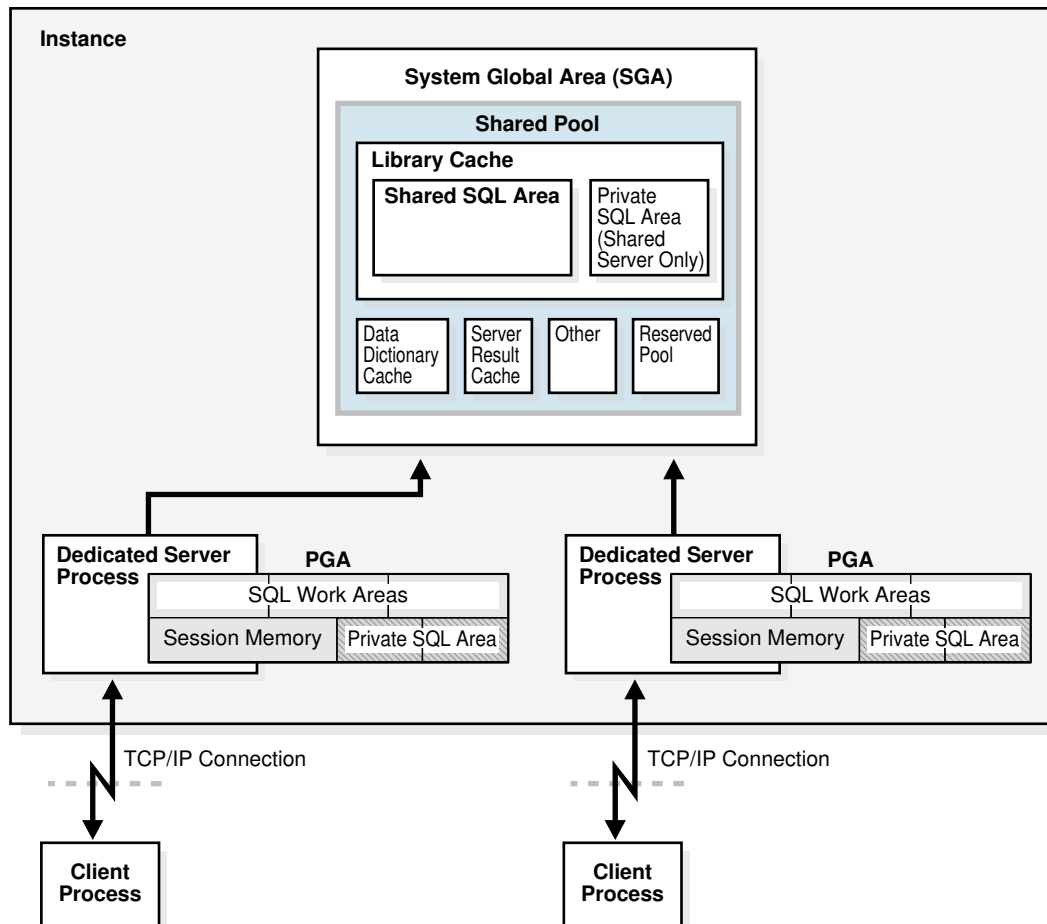 Instance
System Global Area (SGA)
Shared Pool
Library Cache
Shared SQL Area
Private
SQL Area
(Shared
Server Only)
Data
Dictionary
Cache
Server
Result
Cache
Other
Reserved
Pool
Dedicated Server
Process
PGA
SQL Work Areas
Session Memory
Private SQL Area
Dedicated Server
Process
PGA
SQL Work Areas
Session Memory
Private SQL Area
TCP/IP Connection
TCP/IP Connection
Client
Process
Client
Process